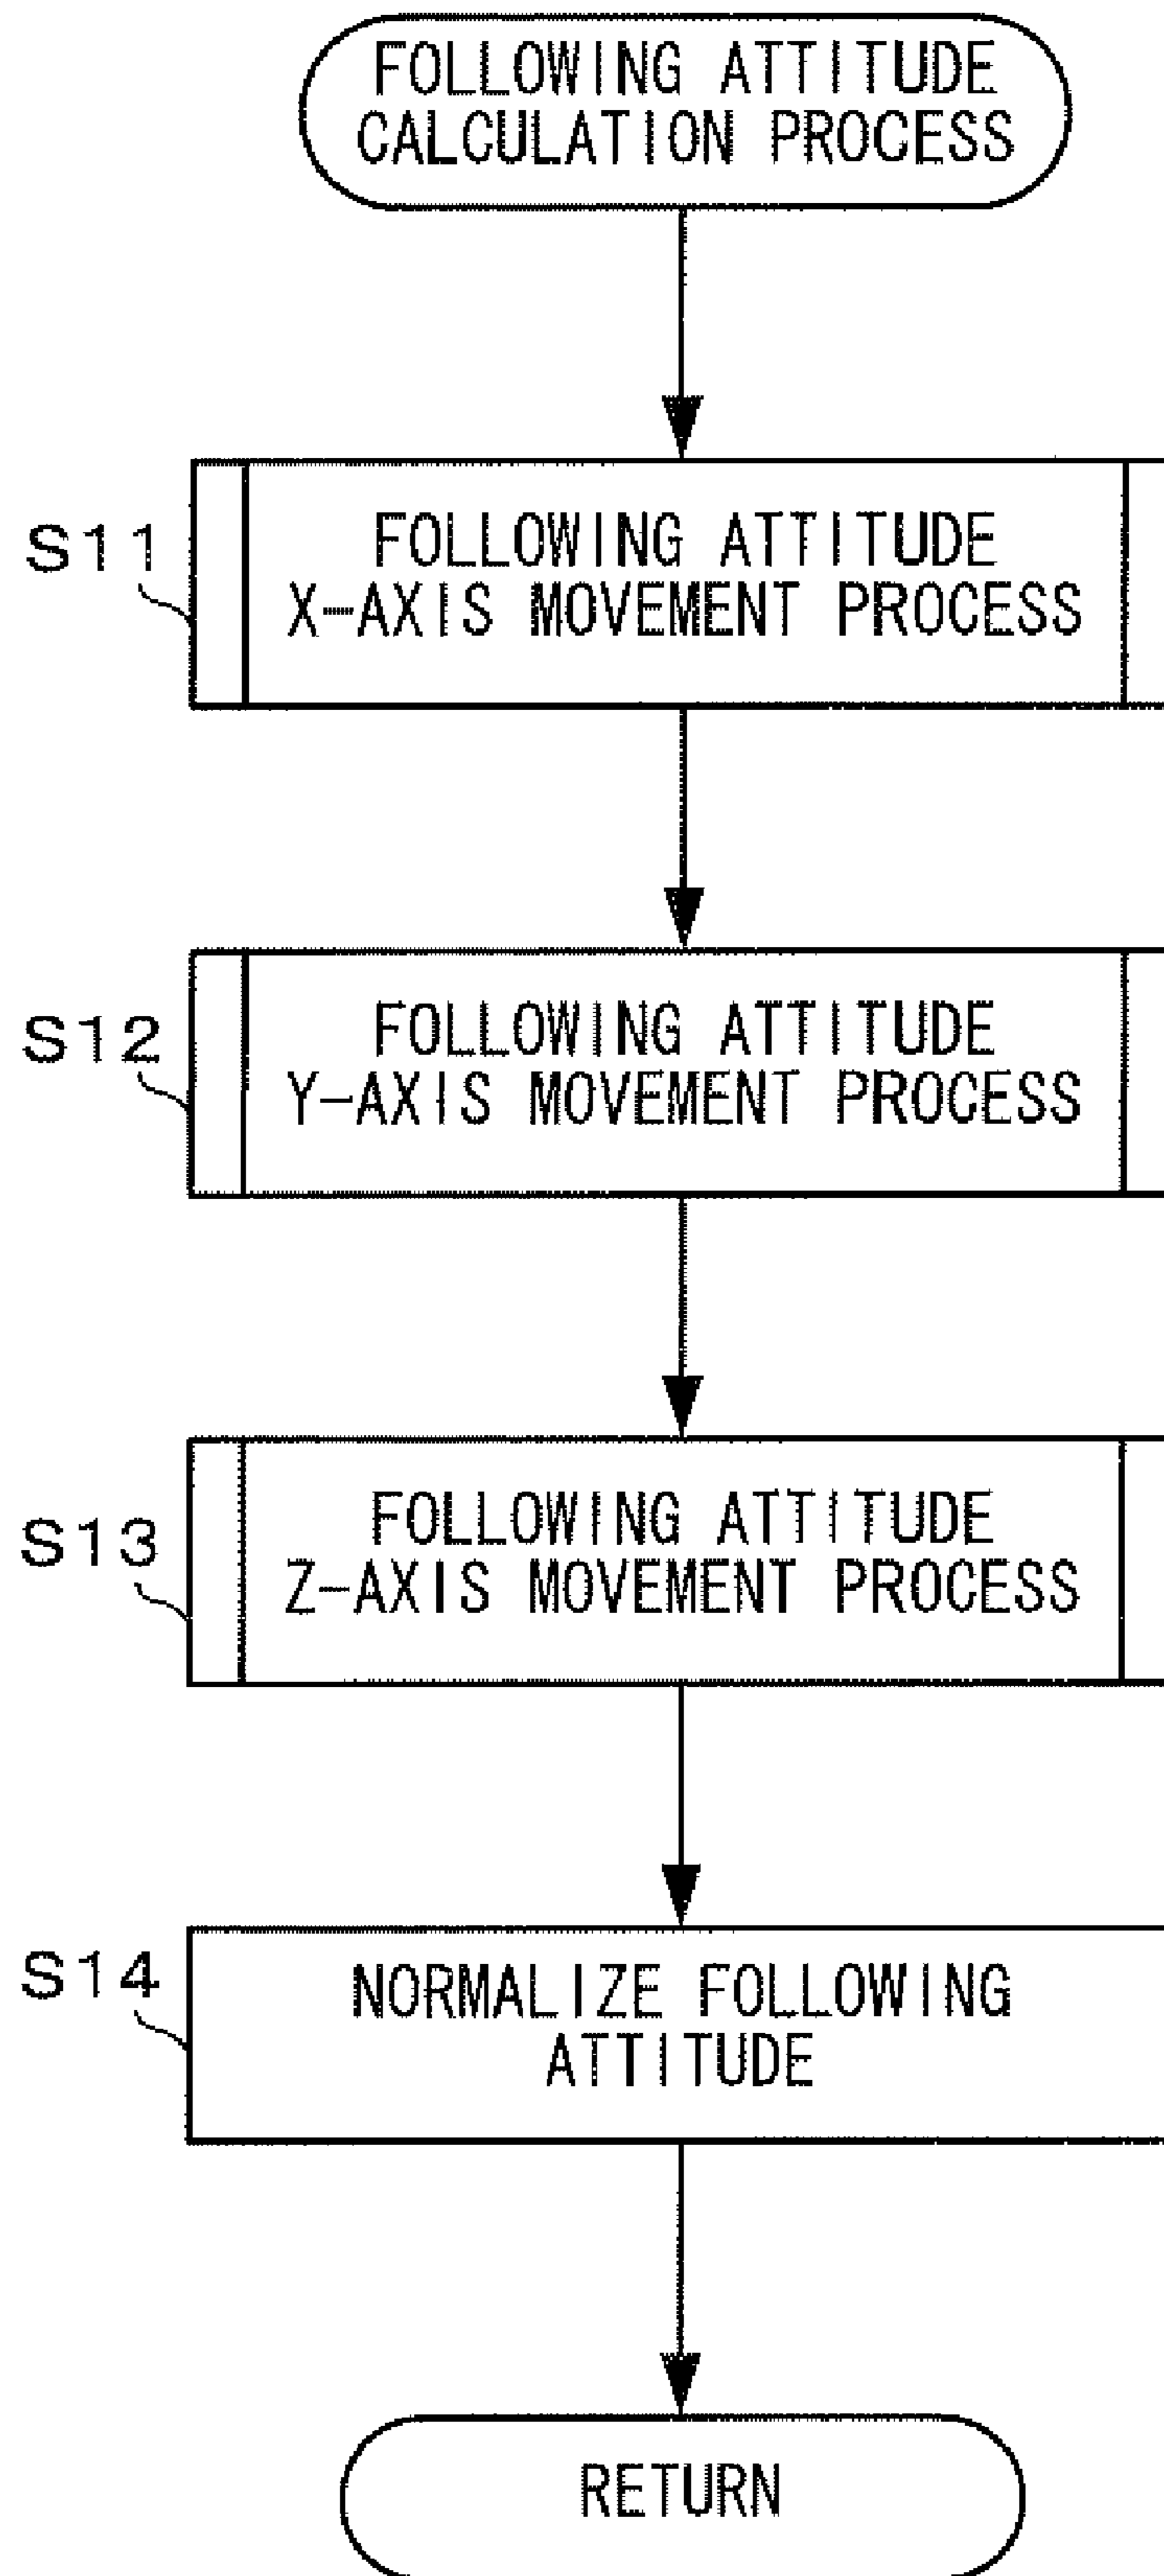 FOLLOWING ATTITUDE
CALCULATION PROCESS
S11
FOLLOWING ATTITUDE
X-AXIS MOVEMENT PROCESS
S12
FOLLOWING ATTITUDE
Y-AXIS MOVEMENT PROCESS
S13
FOLLOWING ATTITUDE
Z-AXIS MOVEMENT PROCESS
S14
NORMALIZE FOLLOWING
ATTITUDE
RETURN